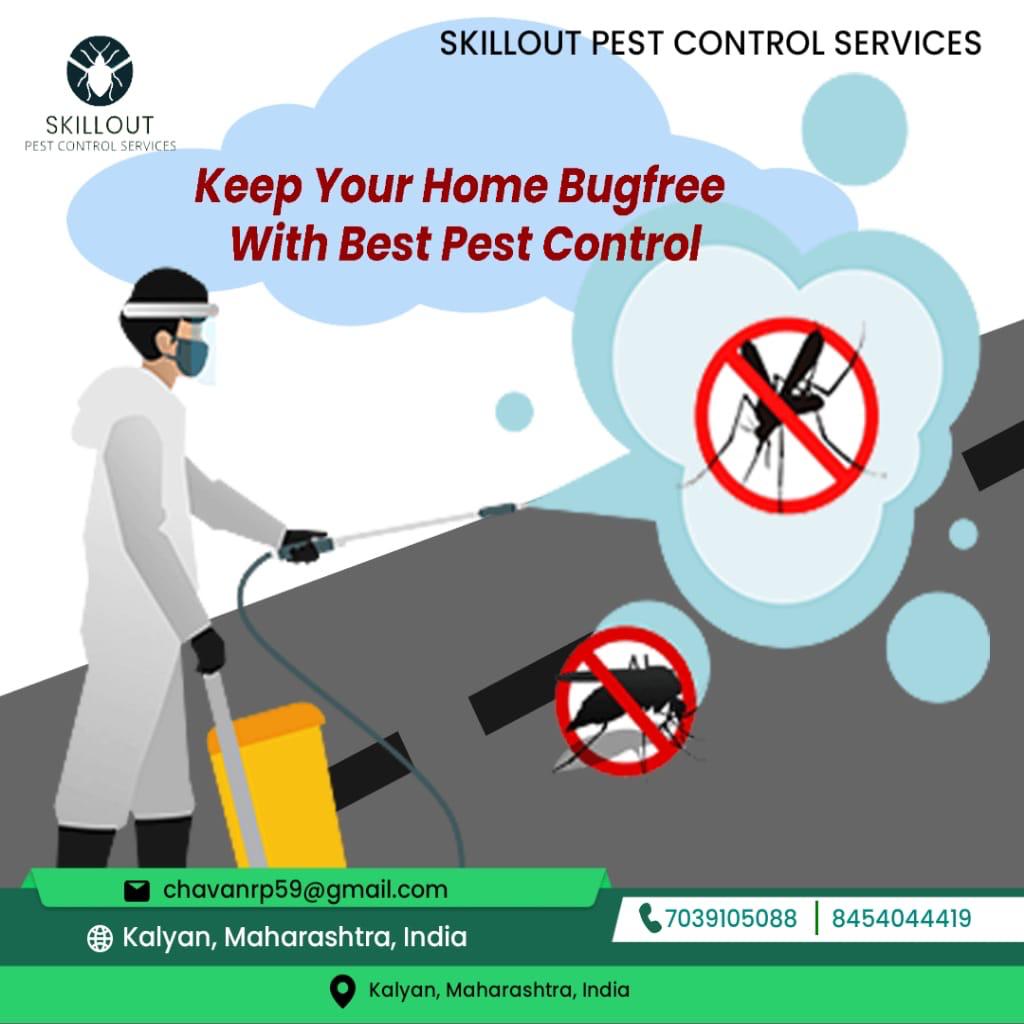 SKILLOUT PEST CONTROL SERVICES
SKILLOUT
PEST CONTROL SERVICES
Keep Your Home Bugfree
With Best Pest Control
chavanrp59@gmail.com
Kalyan, Maharashtra, India
7039105088 | 8454044419
Kalyan, Maharashtra, India